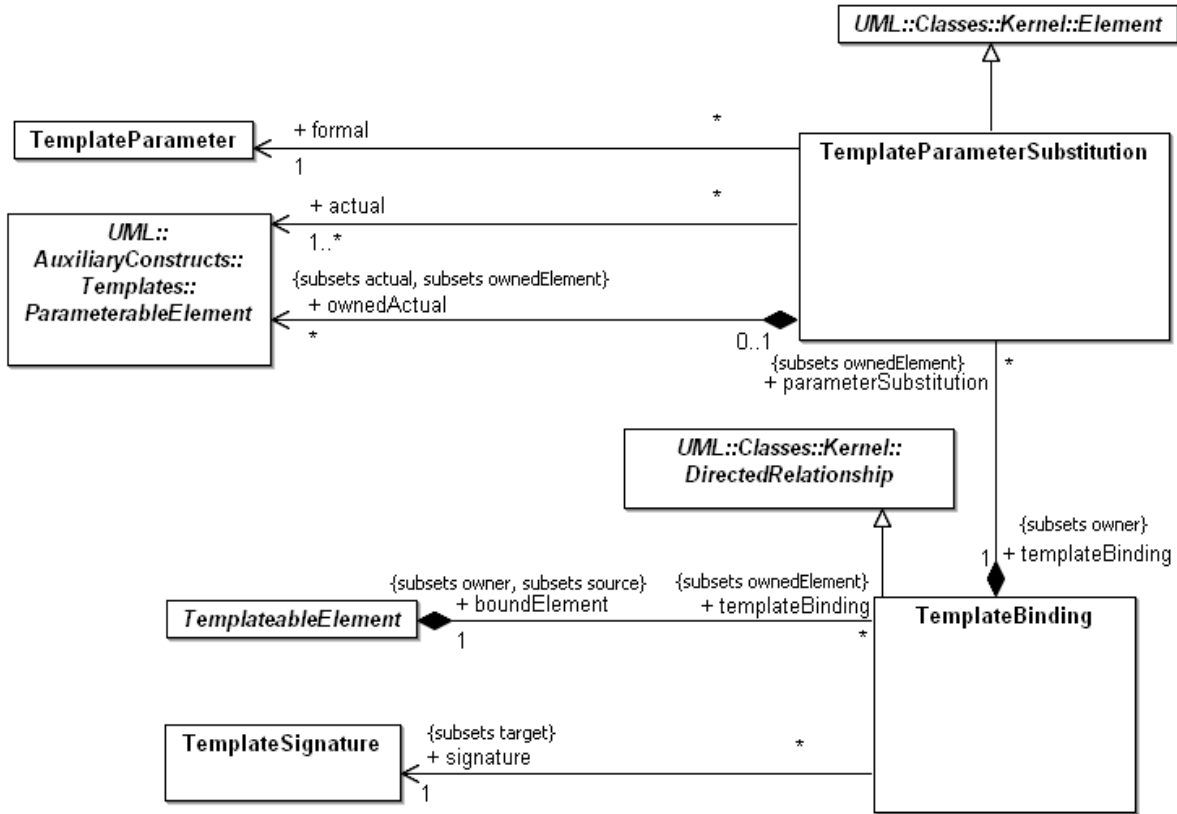 UML::Classes::Kernel::Element
+ formal
*
TemplateParameter
1
TemplateParameterSubstitution
+ actual
*
1..*
UML::
AuxiliaryConstructs::
Templates::
ParameterableElement
{subsets actual, subsets ownedElement}
+ ownedActual
*
0..1
{subsets ownedElement}
+ parameterSubstitution
*
UML::Classes::Kernel::
DirectedRelationship
{subsets owner}
1 + templateBinding
{subsets owner, subsets source}
+ boundElement
{subsets ownedElement}
+ templateBinding
TemplateableElement
1
*
TemplateBinding
{subsets target}
+ signature
*
TemplateSignature
1